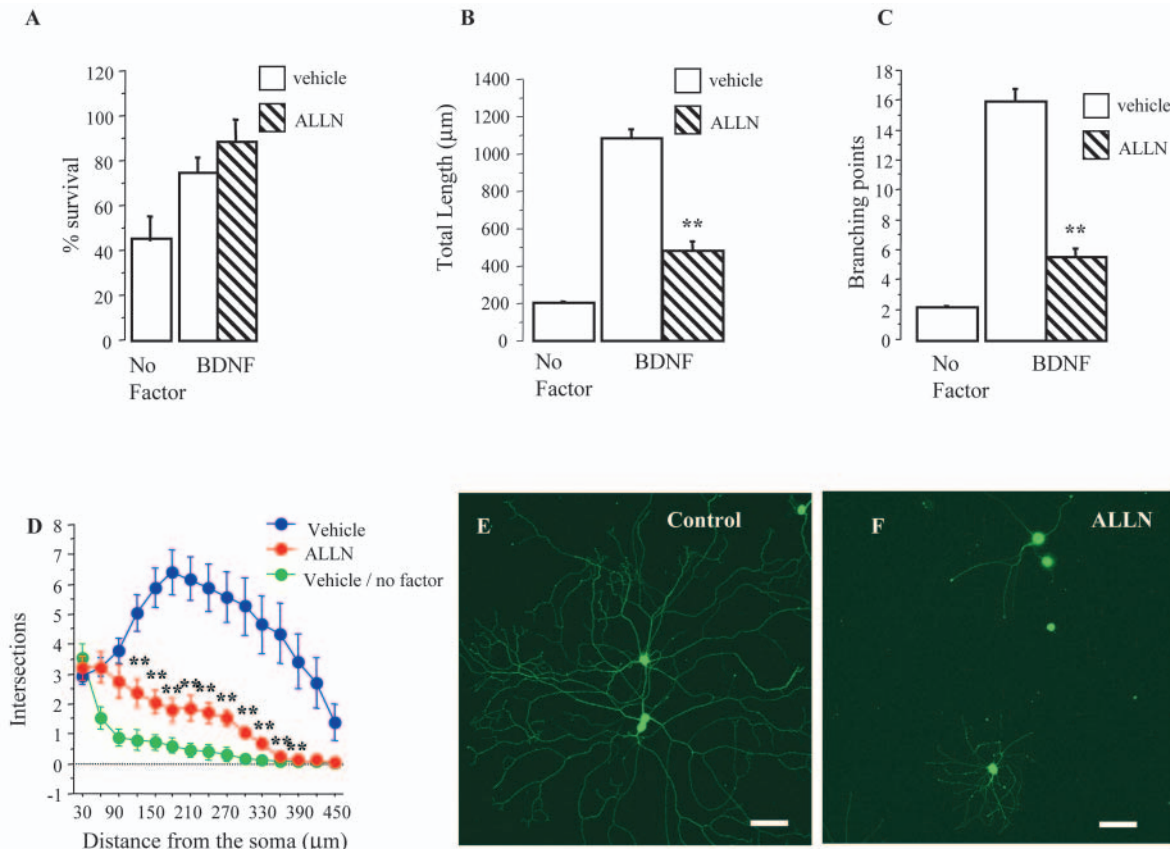 A
B
C
120
100
80
60
40
20
0
% survival
vehicle
ALLN
No
Factor
BDNF
1400
1200
1000
800
600
400
200
0
Total Length (μm)
vehicle
ALLN
**
No
Factor
BDNF
18
16
14
12
10
8
6
4
2
0
Branching points
vehicle
ALLN
**
No
Factor
BDNF
D
8
7
6
5
4
3
2
1
0
-1
Intersections
Vehicle
ALLN
Vehicle / no factor
**
**
**
**
**
**
**
**
**
**
30 90 150 210 270 330 390 450
Distance from the soma (μm)
E
Control
F
ALLN